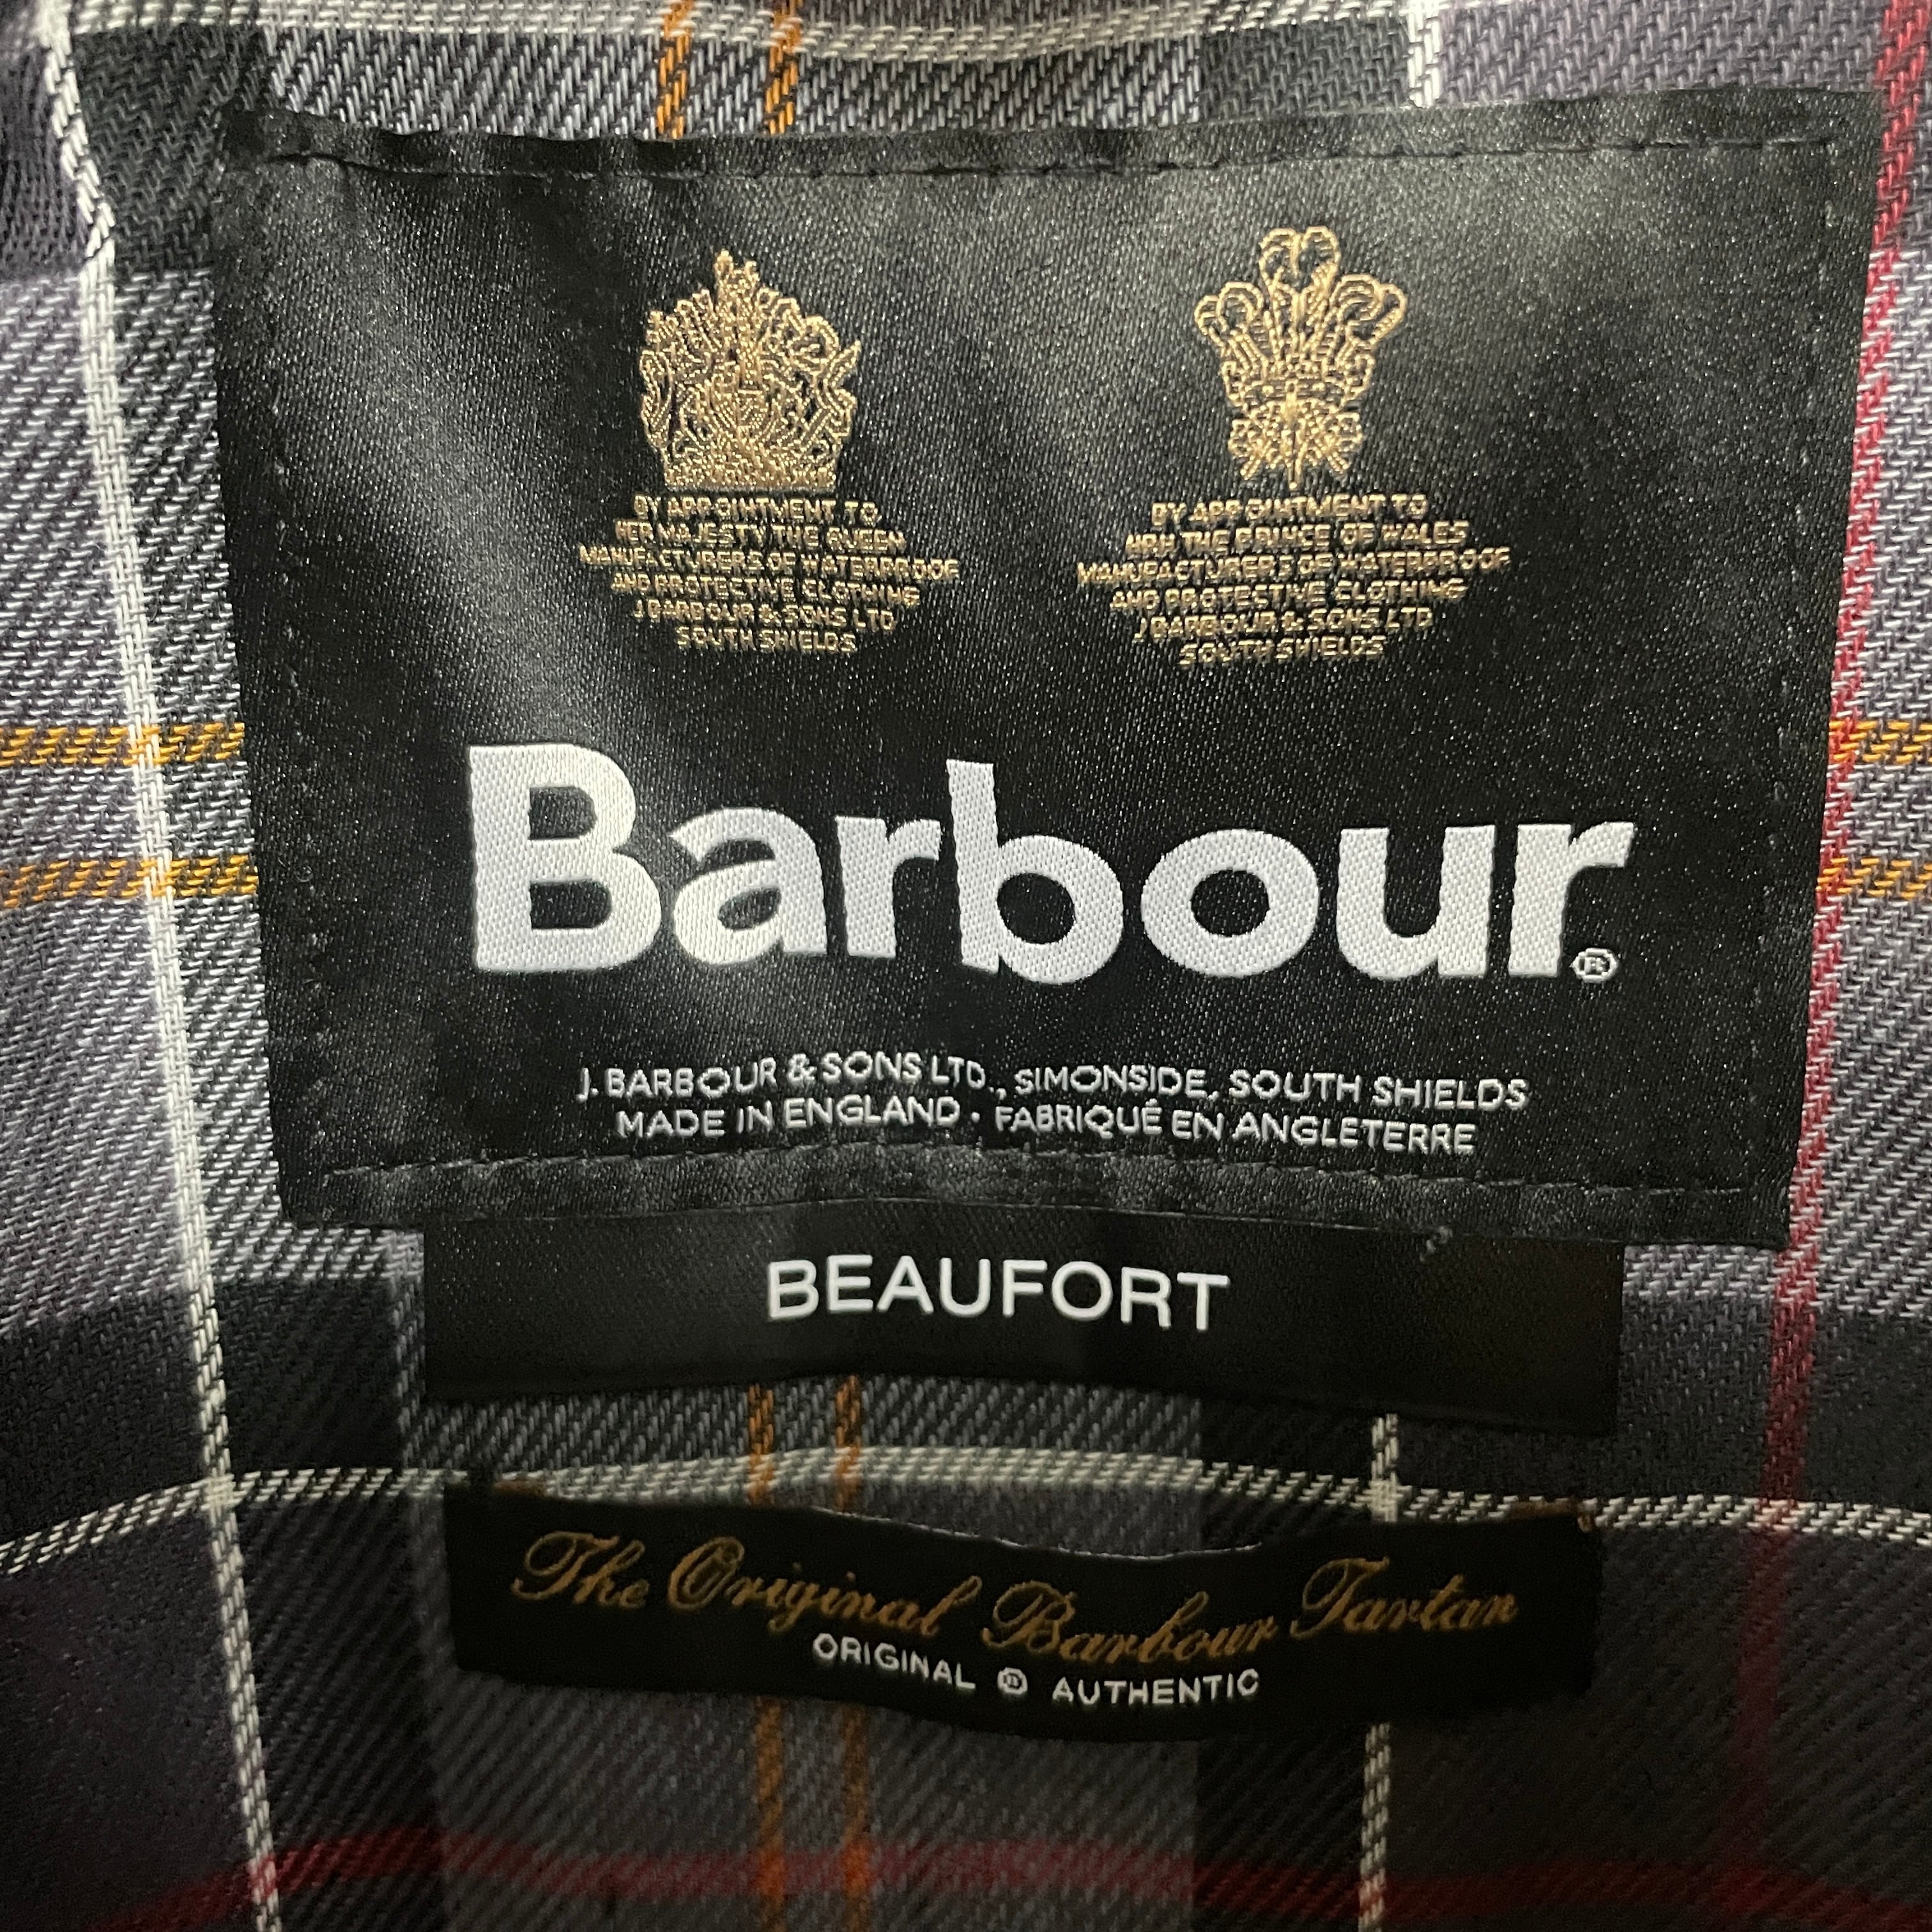 BY APPOINTMENT TO
HER MAJESTY THE QUEEN
MANUFACTURERS OF WATERPROOF
AND PROTECTIVE CLOTHING
J BARBOUR & SONS LTD
SOUTH SHIELDS
BY APPOINTMENT TO
HRH THE PRINCE OF WALES
MANUFACTURERS OF WATERPROOF
AND PROTECTIVE CLOTHING
J BARBOUR & SONS LTD
SOUTH SHIELDS
Barbour®
J. BARBOUR & SONS LTD., SIMONSIDE, SOUTH SHIELDS
MADE IN ENGLAND · FABRIQUÉ EN ANGLETERRE
BEAUFORT
The Original Barbour Tartan
ORIGINAL ® AUTHENTIC